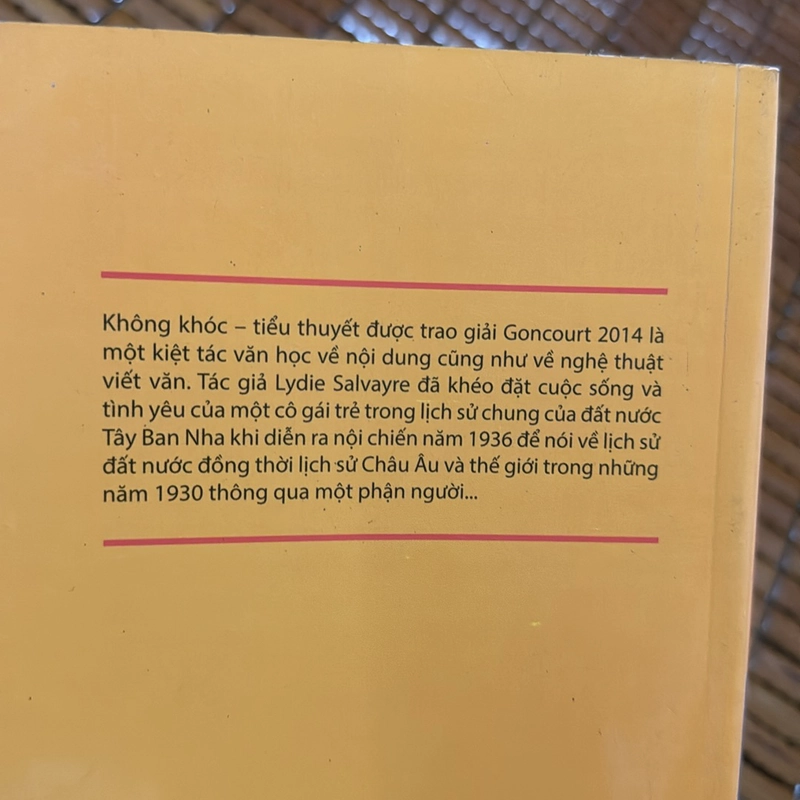 Không khóc – tiểu thuyết được trao giải Goncourt 2014 là
một kiệt tác văn học về nội dung cũng như về nghệ thuật
viết văn. Tác giả Lydie Salvayre đã khéo đặt cuộc sống và
tình yêu của một cô gái trẻ trong lịch sử chung của đất nước
Tây Ban Nha khi diễn ra nội chiến năm 1936 để nói về lịch sử
đất nước đồng thời lịch sử Châu Âu và thế giới trong những
năm 1930 thông qua một phận người...